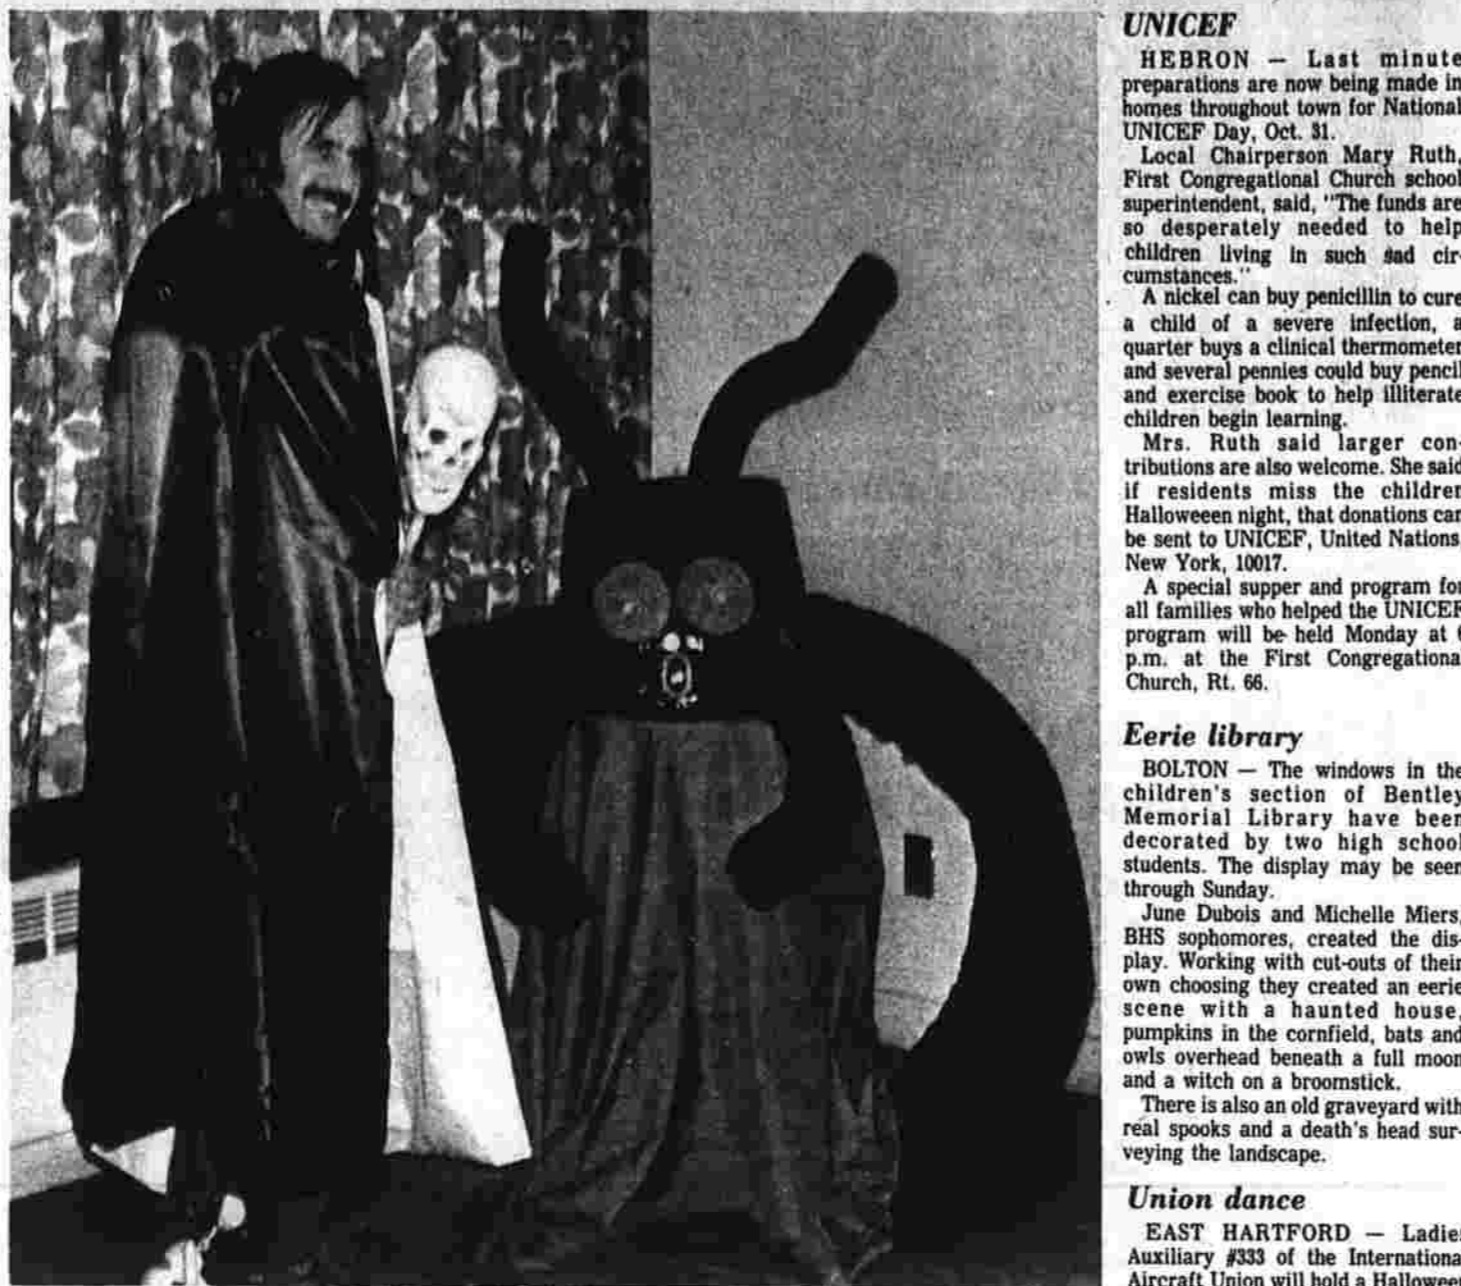 UNICEF
HEBRON — Last minute
preparations are now being made in
homes throughout town for National
UNICEF Day, Oct. 31.
Local Chairperson Mary Ruth,
First Congregational Church school
superintendent, said, "The funds are
so desperately needed to help
children living in such sad cir-
cumstances."
A nickel can buy penicillin to cure
a child of a severe infection, a
quarter buys a clinical thermometer
and several pennies could buy pencil
and exercise book to help illiterate
children begin learning.
Mrs. Ruth said larger con-
tributions are also welcome. She said
if residents miss the children
Halloweeen night, that donations can
be sent to UNICEF, United Nations,
New York, 10017.
A special supper and program for
all families who helped the UNICEF
program will be held Monday at
p.m. at the First Congregational
Church, Rt. 66.
Eerie library
BOLTON — The windows in the
children's section of Bentley
Memorial Library have been
decorated by two high school
students. The display may be seen
through Sunday.
June Dubois and Michelle Miers,
BHS sophomores, created the dis-
play. Working with cut-outs of their
own choosing they created an eerie
scene with a haunted house,
pumpkins in the cornfield, bats and
owls overhead beneath a full moon
and a witch on a broomstick.
There is also an old graveyard with
real spooks and a death's head sur-
veying the landscape.
Union dance
EAST HARTFORD — Ladies
Auxiliary #333 of the International
Aircraft Union will hold a Halloween